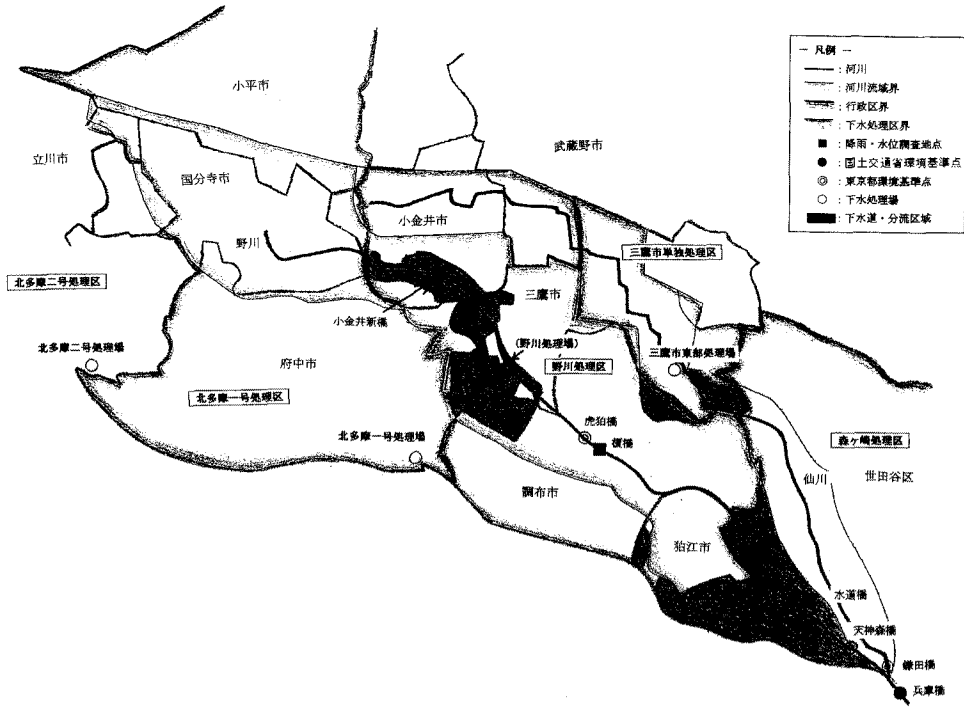 小平市
武蔵野市
立川市
国分寺市
小金井市
野川
三鷹市単独処理区
北多摩二号処理区
三鷹市
小金井新橋
北多摩二号処理場
府中市
(野川処理場)
野川処理区
三鷹市東部処理場
北多摩一号処理区
虎狛橋
榎橋
北多摩一号処理場
森ヶ崎処理区
仙川
世田谷区
調布市
狛江市
水道橋
天神森橋
鎌田橋
兵庫橋
― 凡例 ―
:河川
:河川流域界
:行政区界
:下水処理区界
:降雨・水位調査地点
:国土交通省環境基準点
:東京都環境基準点
:下水処理場
:下水道・分流区域